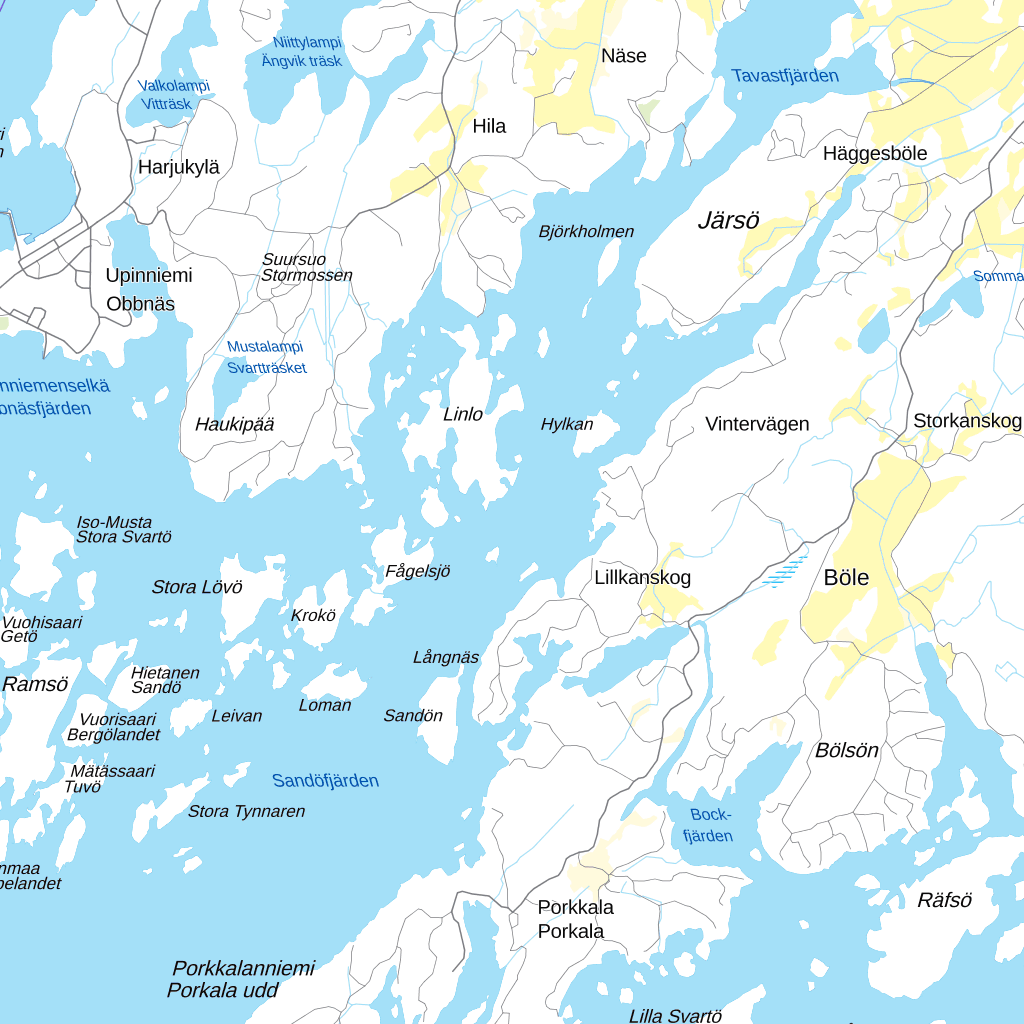 Niittylampi
Ängvik träsk
Näse
Tavastfjärden
Valkolampi
Vitträsk
Hila
Häggesböle
Harjukylä
Järsö
Björkholmen
Suursuo
Stormossen
Upinniemi
Obbnäs
Mustalampi
Svartträsket
Linlo
Hylkan
Haukipää
Vintervägen
Storkanskog
Iso-Musta
Stora Svartö
Fågelsjö
Lillkanskog
Böle
Stora Lövö
Krokö
Vuohisaari
Getö
Långnäs
Ramsö
Hietanen
Sandö
Loman
Leivan
Sandön
Vuorisaari
Bergölandet
Bölsön
Mätässaari
Tuvö
Sandöfjärden
Stora Tynnaren
Bock-
fjärden
Räfsö
Porkkala
Porkala
Porkkalanniemi
Porkala udd
Lilla Svartö